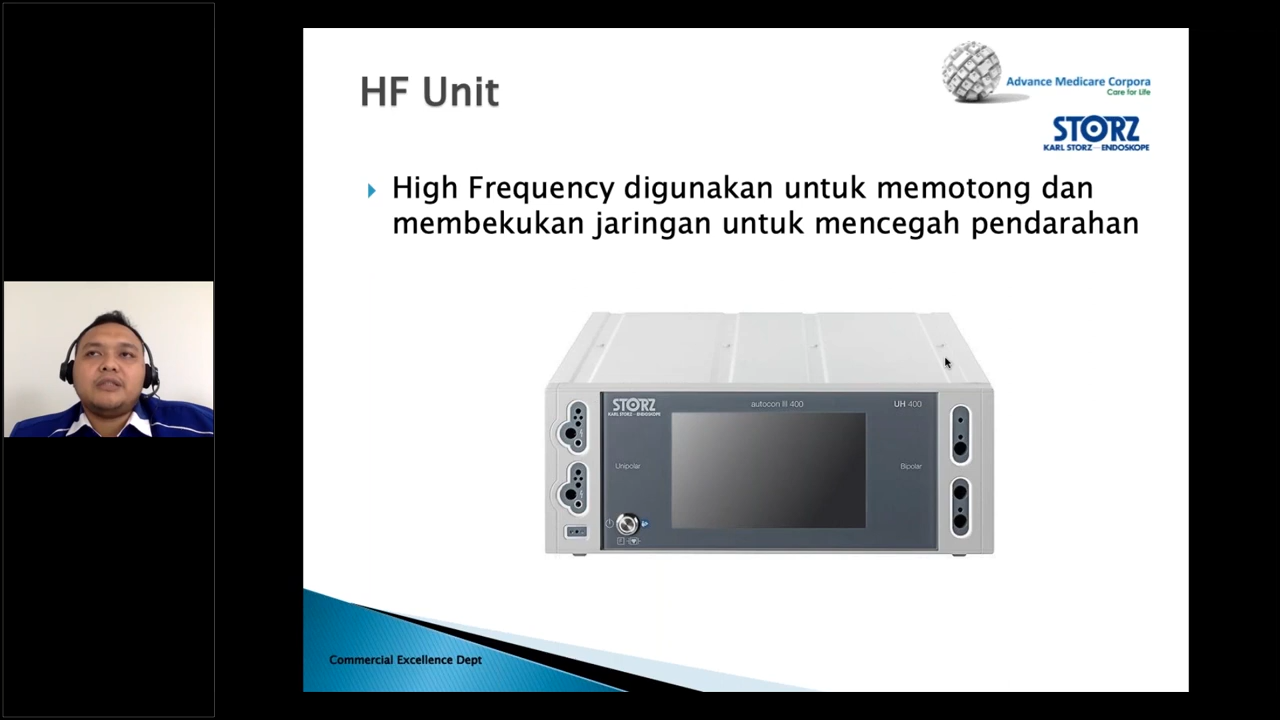 HF Unit
Advance Medicare Corpora
Care for Life
STORZ
KARL STORZ — ENDOSKOPE
High Frequency digunakan untuk memotong dan
membekukan jaringan untuk mencegah pendarahan
STORZ
KARL STORZ — ENDOSKOPE
autocon III 400
UH 400
Unipolar
Bipolar
Commercial Excellence Dept